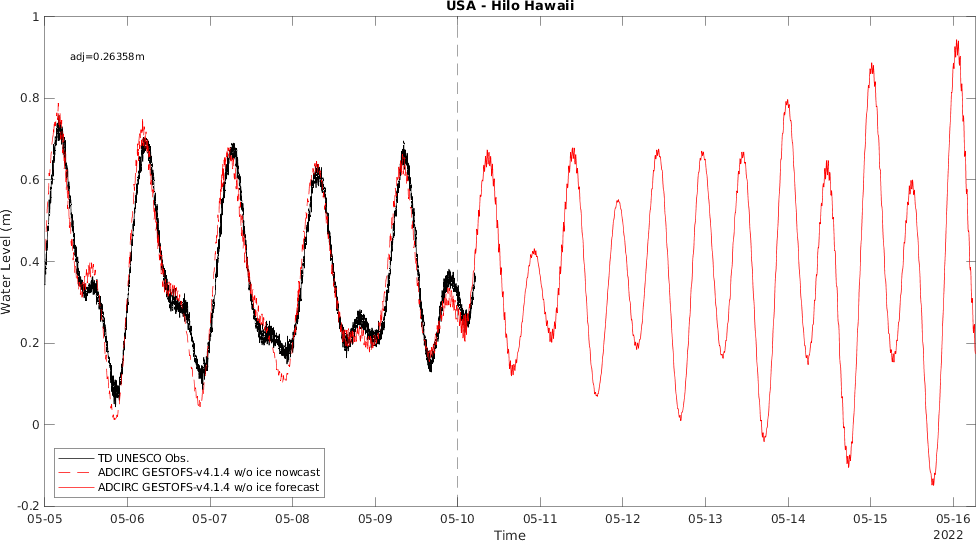 USA - Hilo Hawaii
adj=0.26358m
Water Level (m)
1
0.8
0.6
0.4
0.2
0
-0.2
TD UNESCO Obs.
ADCIRC GESTOFS-v4.1.4 w/o ice nowcast
ADCIRC GESTOFS-v4.1.4 w/o ice forecast
05-05 05-06 05-07 05-08 05-09 05-10 05-11 05-12 05-13 05-14 05-15 05-16
Time
2022